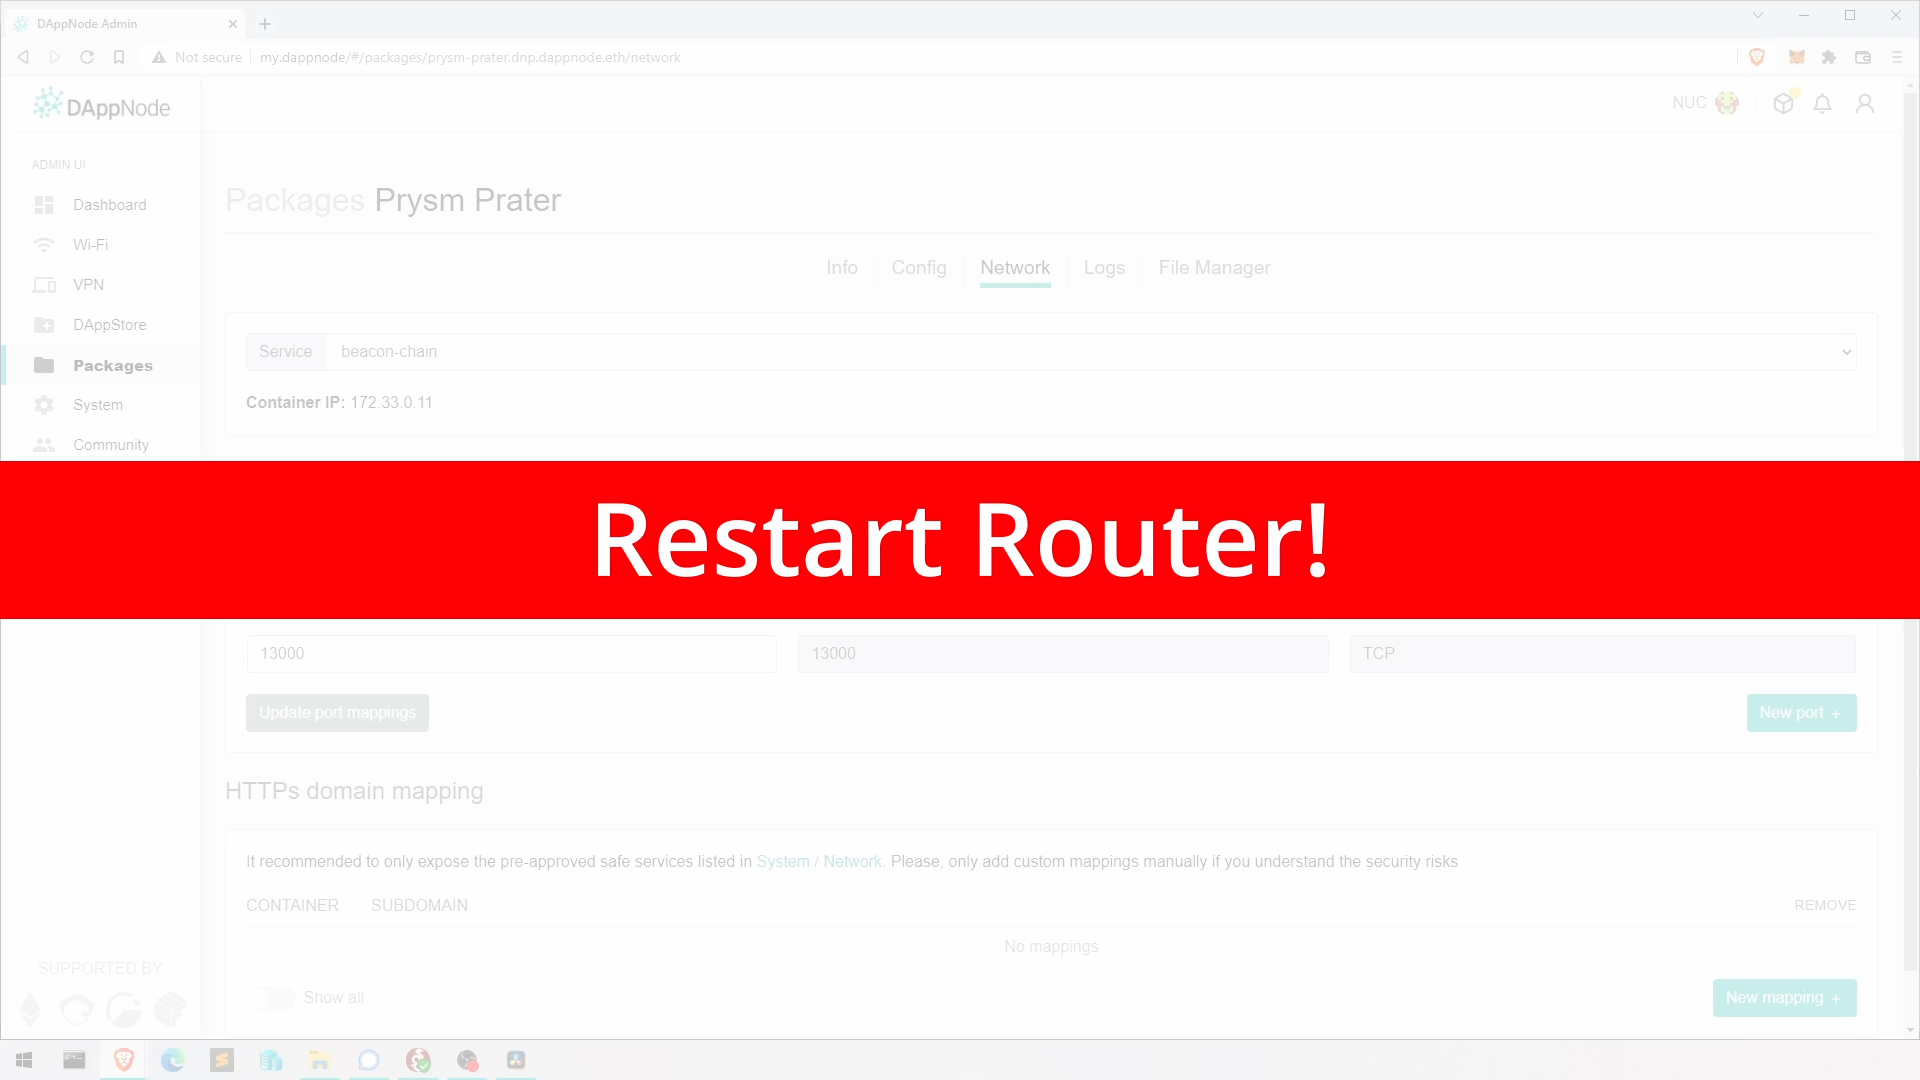 DAppNode Admin
Not secure my.dappnode/#/packages/prysm-prater.dnp.dappnode.eth/network
DAppNode
NUC
ADMIN UI
Dashboard
Wi-Fi
VPN
DAppStore
Packages
System
Community
Packages Prysm Prater
Info Config Network Logs File Manager
Service beacon-chain
Container IP: 172.33.0.11
Restart Router!
13000 13000 TCP
Update port mappings New port +
HTTPs domain mapping
It recommended to only expose the pre-approved safe services listed in System / Network. Please, only add custom mappings manually if you understand the security risks
CONTAINER SUBDOMAIN REMOVE
No mappings
Show all New mapping +
SUPPORTED BY